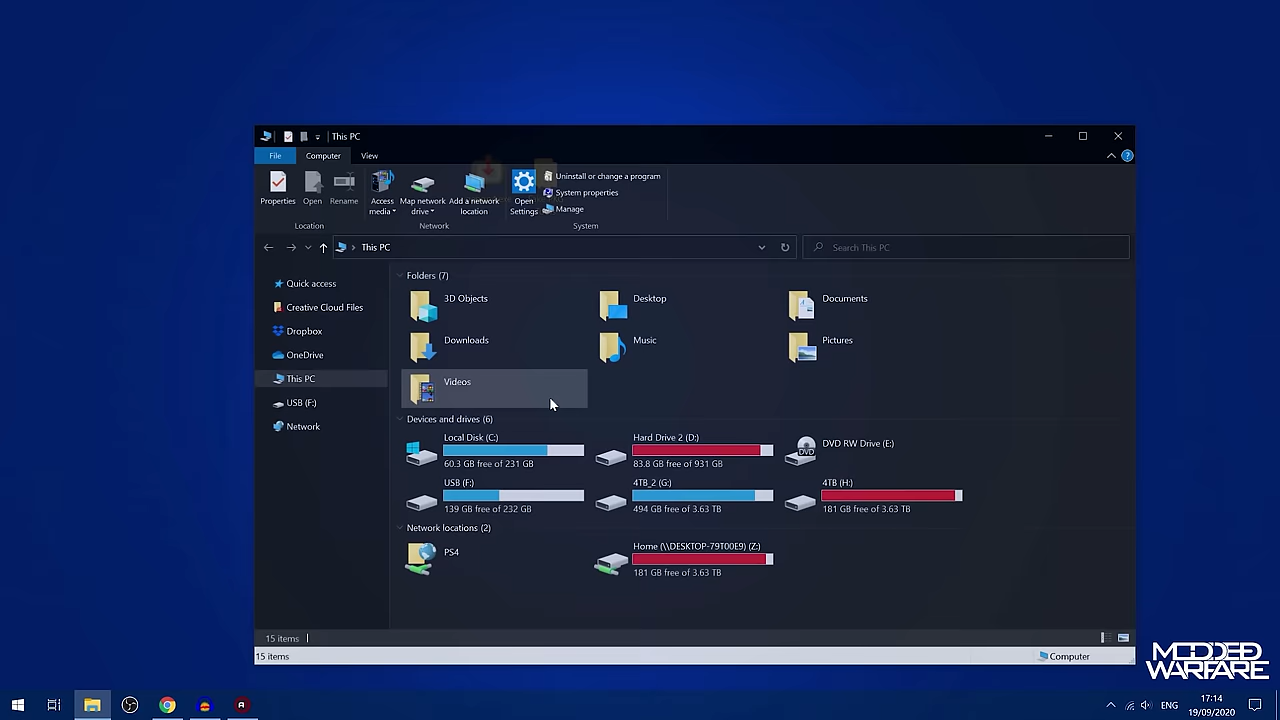 This PC
File
Computer
View
Properties
Open
Rename
Access media
Map network drive
Add a network location
Open Settings
Uninstall or change a program
System properties
Manage
Location
Network
System
This PC
Search This PC
Quick access
Creative Cloud Files
Dropbox
OneDrive
This PC
USB (F:)
Network
Folders (7)
3D Objects
Desktop
Documents
Downloads
Music
Pictures
Videos
Devices and drives (6)
Local Disk (C:)
60.3 GB free of 231 GB
Hard Drive 2 (D:)
83.8 GB free of 931 GB
DVD
DVD RW Drive (E:)
USB (F:)
139 GB free of 232 GB
4TB_2 (G:)
494 GB free of 3.63 TB
4TB (H:)
181 GB free of 3.63 TB
Network locations (2)
PS4
Home (\\DESKTOP-79T00E9) (Z:)
181 GB free of 3.63 TB
15 items
15 items
Computer
MODDED
WARFARE
ENG
17:14
19/09/2020